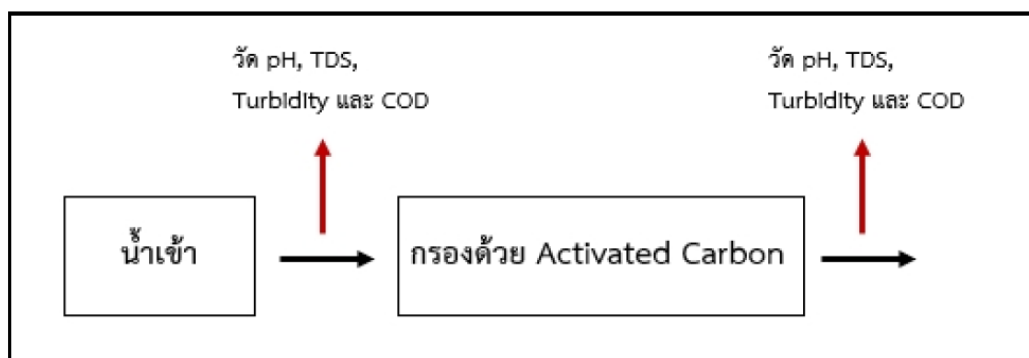 วัด pH, TDS,
Turbidity และ COD
วัด pH, TDS,
Turbidity และ COD
น้ำเข้า
กรองด้วย Activated Carbon